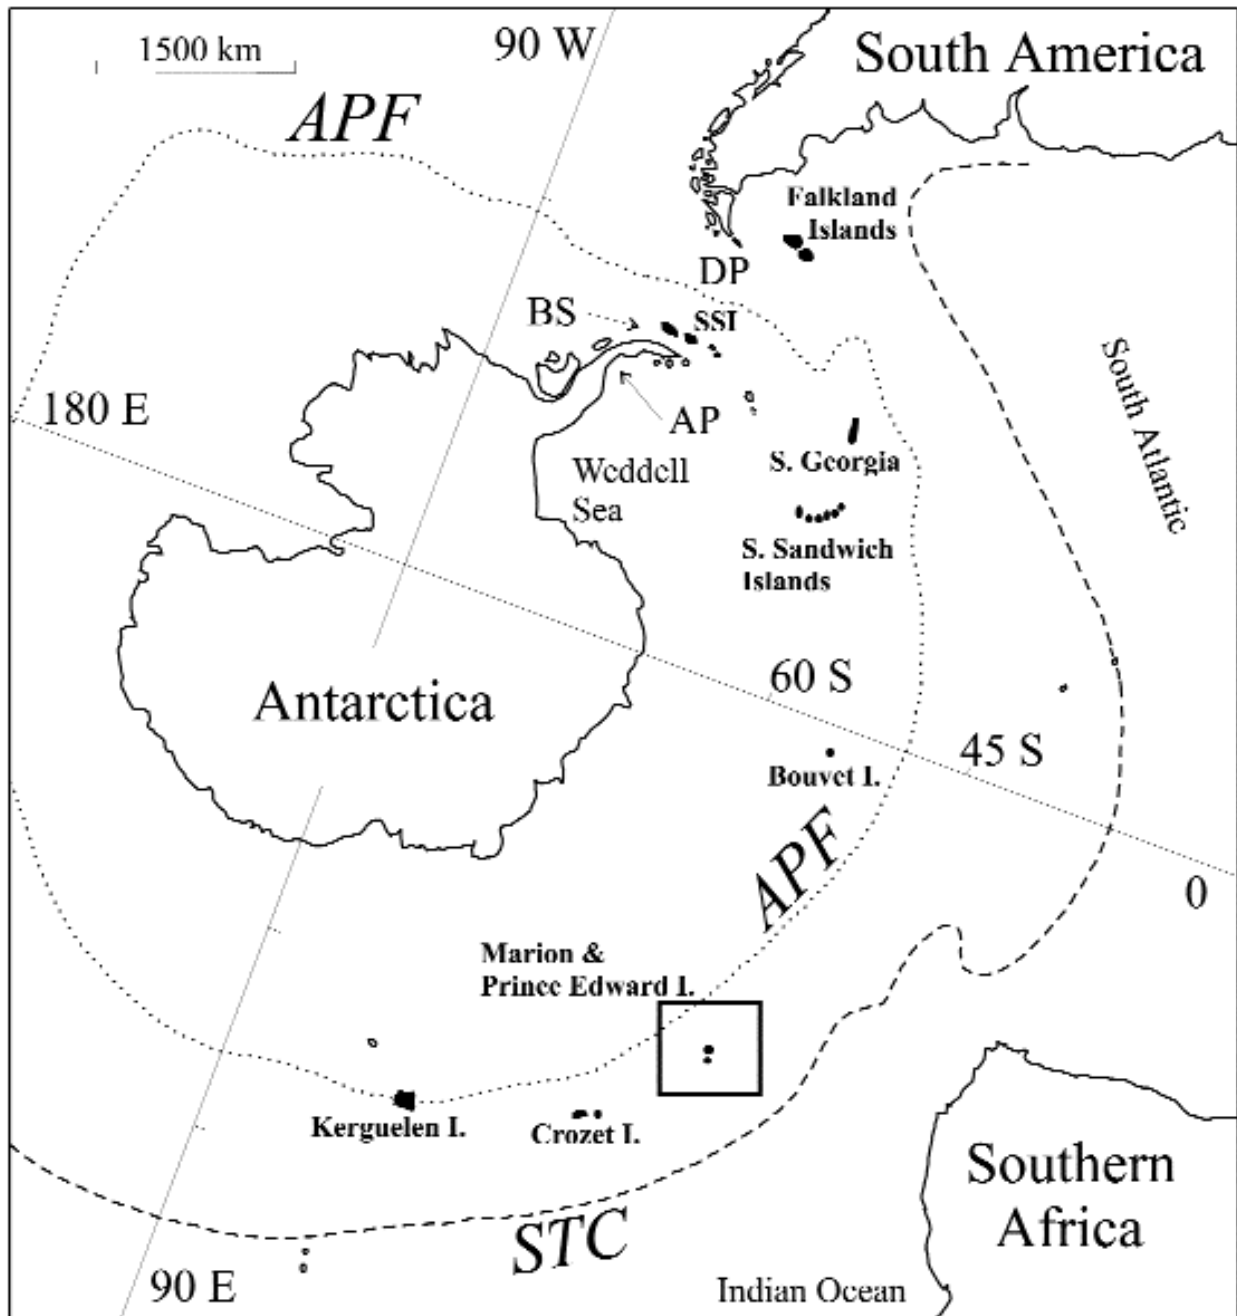 1500 km
90 W
South America
APF
Falkland
Islands
DP
BS
SSI
South Atlantic
180 E
AP
Weddell
Sea
S. Georgia
S. Sandwich
Islands
Antarctica
60 S
45 S
Bouvet I.
APF
0
Marion &
Prince Edward I.
Kerguelen I.
Crozet I.
Southern
Africa
STC
90 E
Indian Ocean